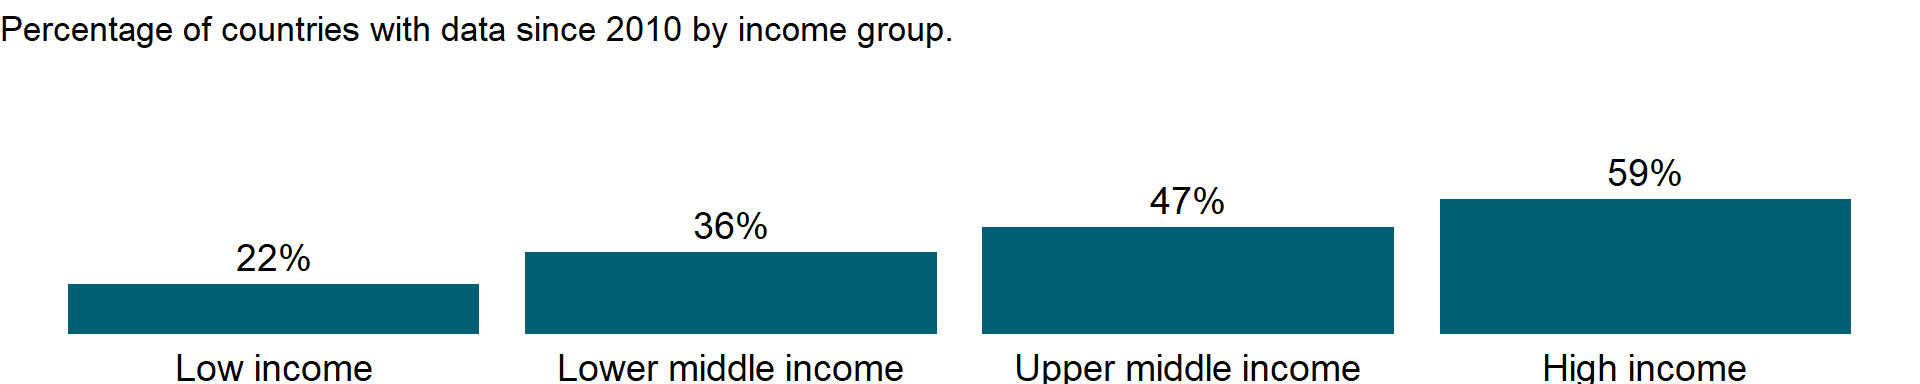 Percentage of countries with data since 2010 by income group.
59%
47%
36%
22%
Low income Lower middle income Upper middle income High income